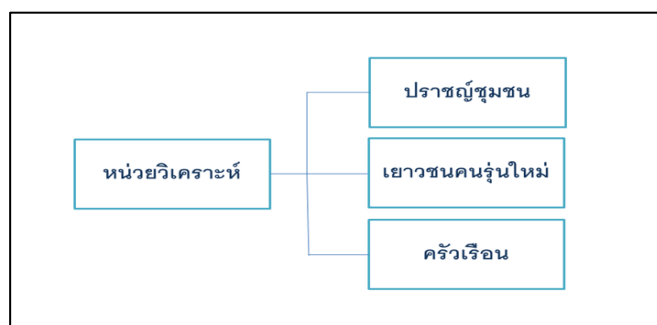 ปราชญ์ชุมชน
หน่วยวิเคราะห์
เยาวชนคนรุ่นใหม่
ครัวเรือน